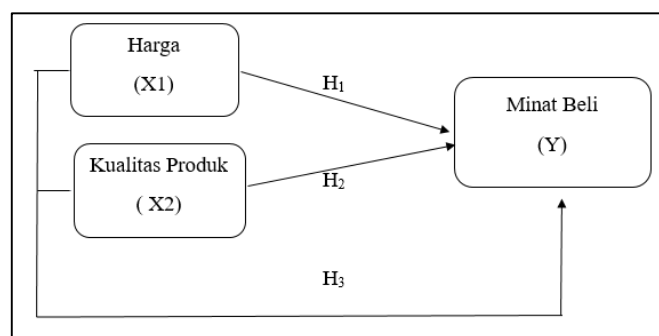 Harga
(X1)
H₁
Minat Beli
(Y)
Kualitas Produk
( X2)
H₂
H₃